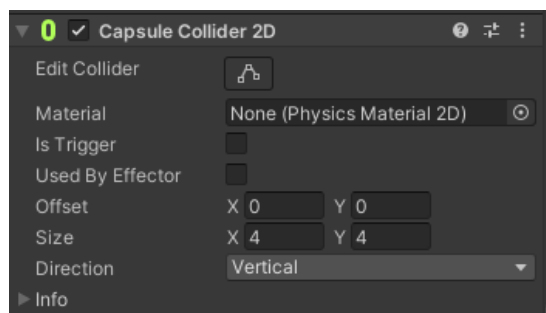 Capsule Collider 2D
Edit Collider
Material None (Physics Material 2D)
Is Trigger
Used By Effector
Offset X 0 Y 0
Size X 4 Y 4
Direction Vertical
Info